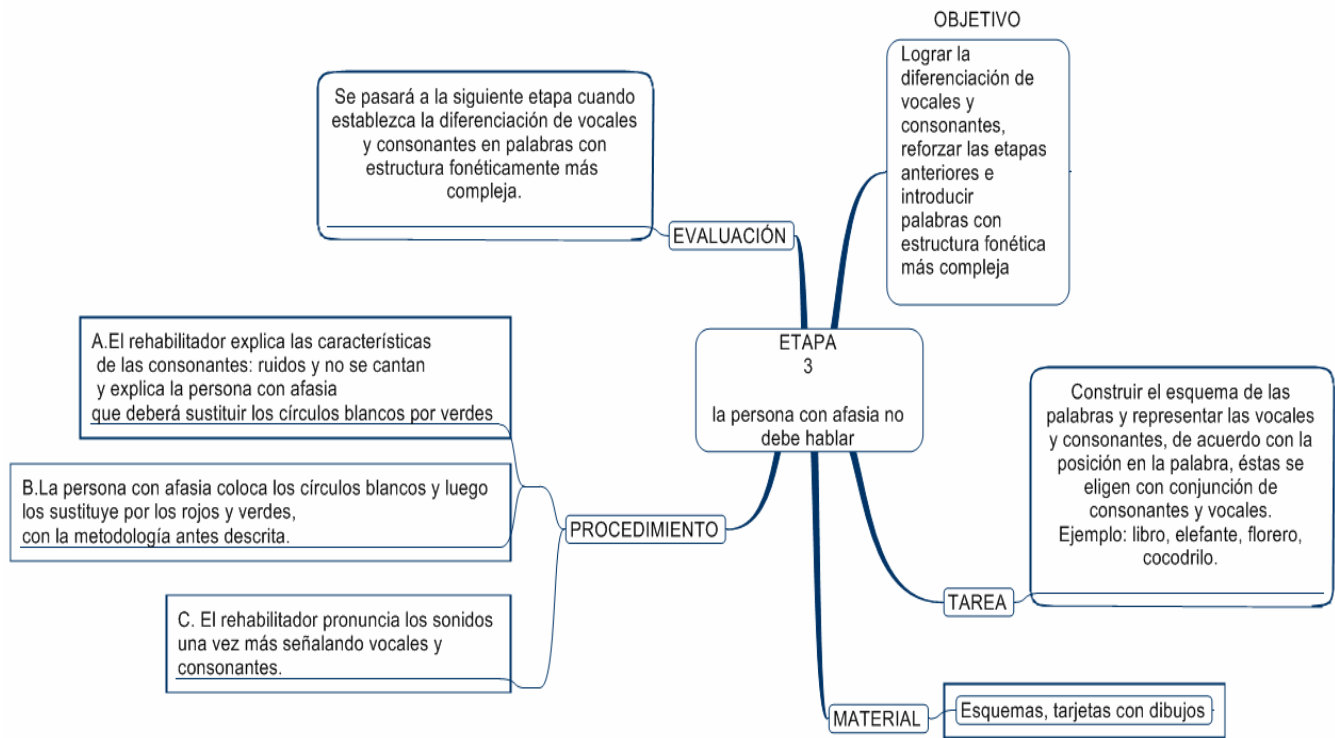 OBJETIVO
Lograr la
diferenciación de
vocales y
consonantes,
reforzar las etapas
anteriores e
introducir
palabras con
estructura fonética
más compleja
Se pasará a la siguiente etapa cuando
establezca la diferenciación de vocales
y consonantes en palabras con
estructura fonéticamente más
compleja.
EVALUACIÓN
ETAPA
3
la persona con afasia no
debe hablar
A.El rehabilitador explica las características
de las consonantes: ruidos y no se cantan
y explica la persona con afasia
que deberá sustituir los círculos blancos por verdes
B.La persona con afasia coloca los círculos blancos y luego
los sustituye por los rojos y verdes,
con la metodología antes descrita.
PROCEDIMIENTO
C. El rehabilitador pronuncia los sonidos
una vez más señalando vocales y
consonantes.
Construir el esquema de las
palabras y representar las vocales
y consonantes, de acuerdo con la
posición en la palabra, éstas se
eligen con conjunción de
consonantes y vocales.
Ejemplo: libro, elefante, florero,
cocodrilo.
TAREA
MATERIAL
Esquemas, tarjetas con dibujos